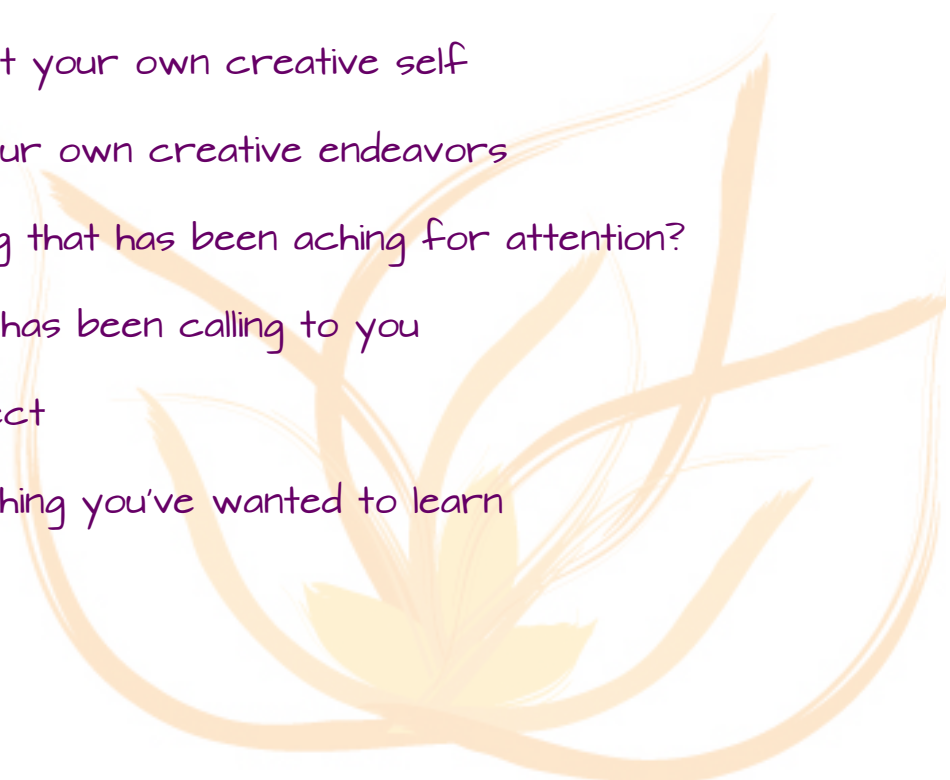 t your own creative self
ur own creative endeavors
g that has been aching for attention?
has been calling to you
ect
hing you've wanted to learn